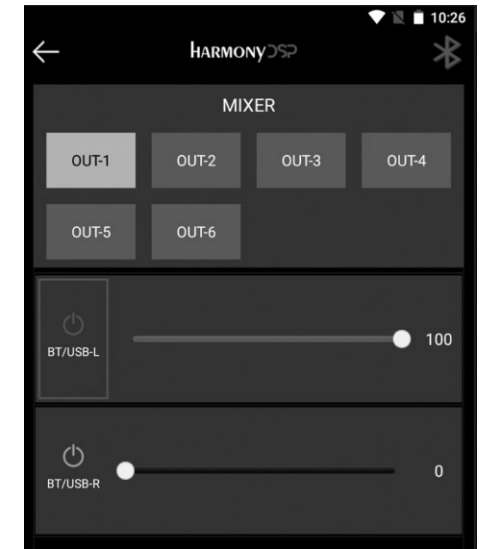 10:26
HARMONYDSP
MIXER
OUT-1 OUT-2 OUT-3 OUT-4
OUT-5 OUT-6
BT/USB-L 100
BT/USB-R 0